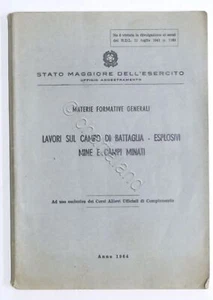 STATO MAGGIORE DELL'ESERCITO
UFFICIO ADDESTRAMENTO
MATERIE FORMATIVE GENERALI
LAVORI SUL CAMPO DI BATTAGLIA - ESPLOSIVI
MINE E CAMPI MINATI
Ad uso esclusivo dei Corsi Allievi Ufficiali di Complemento
Anno